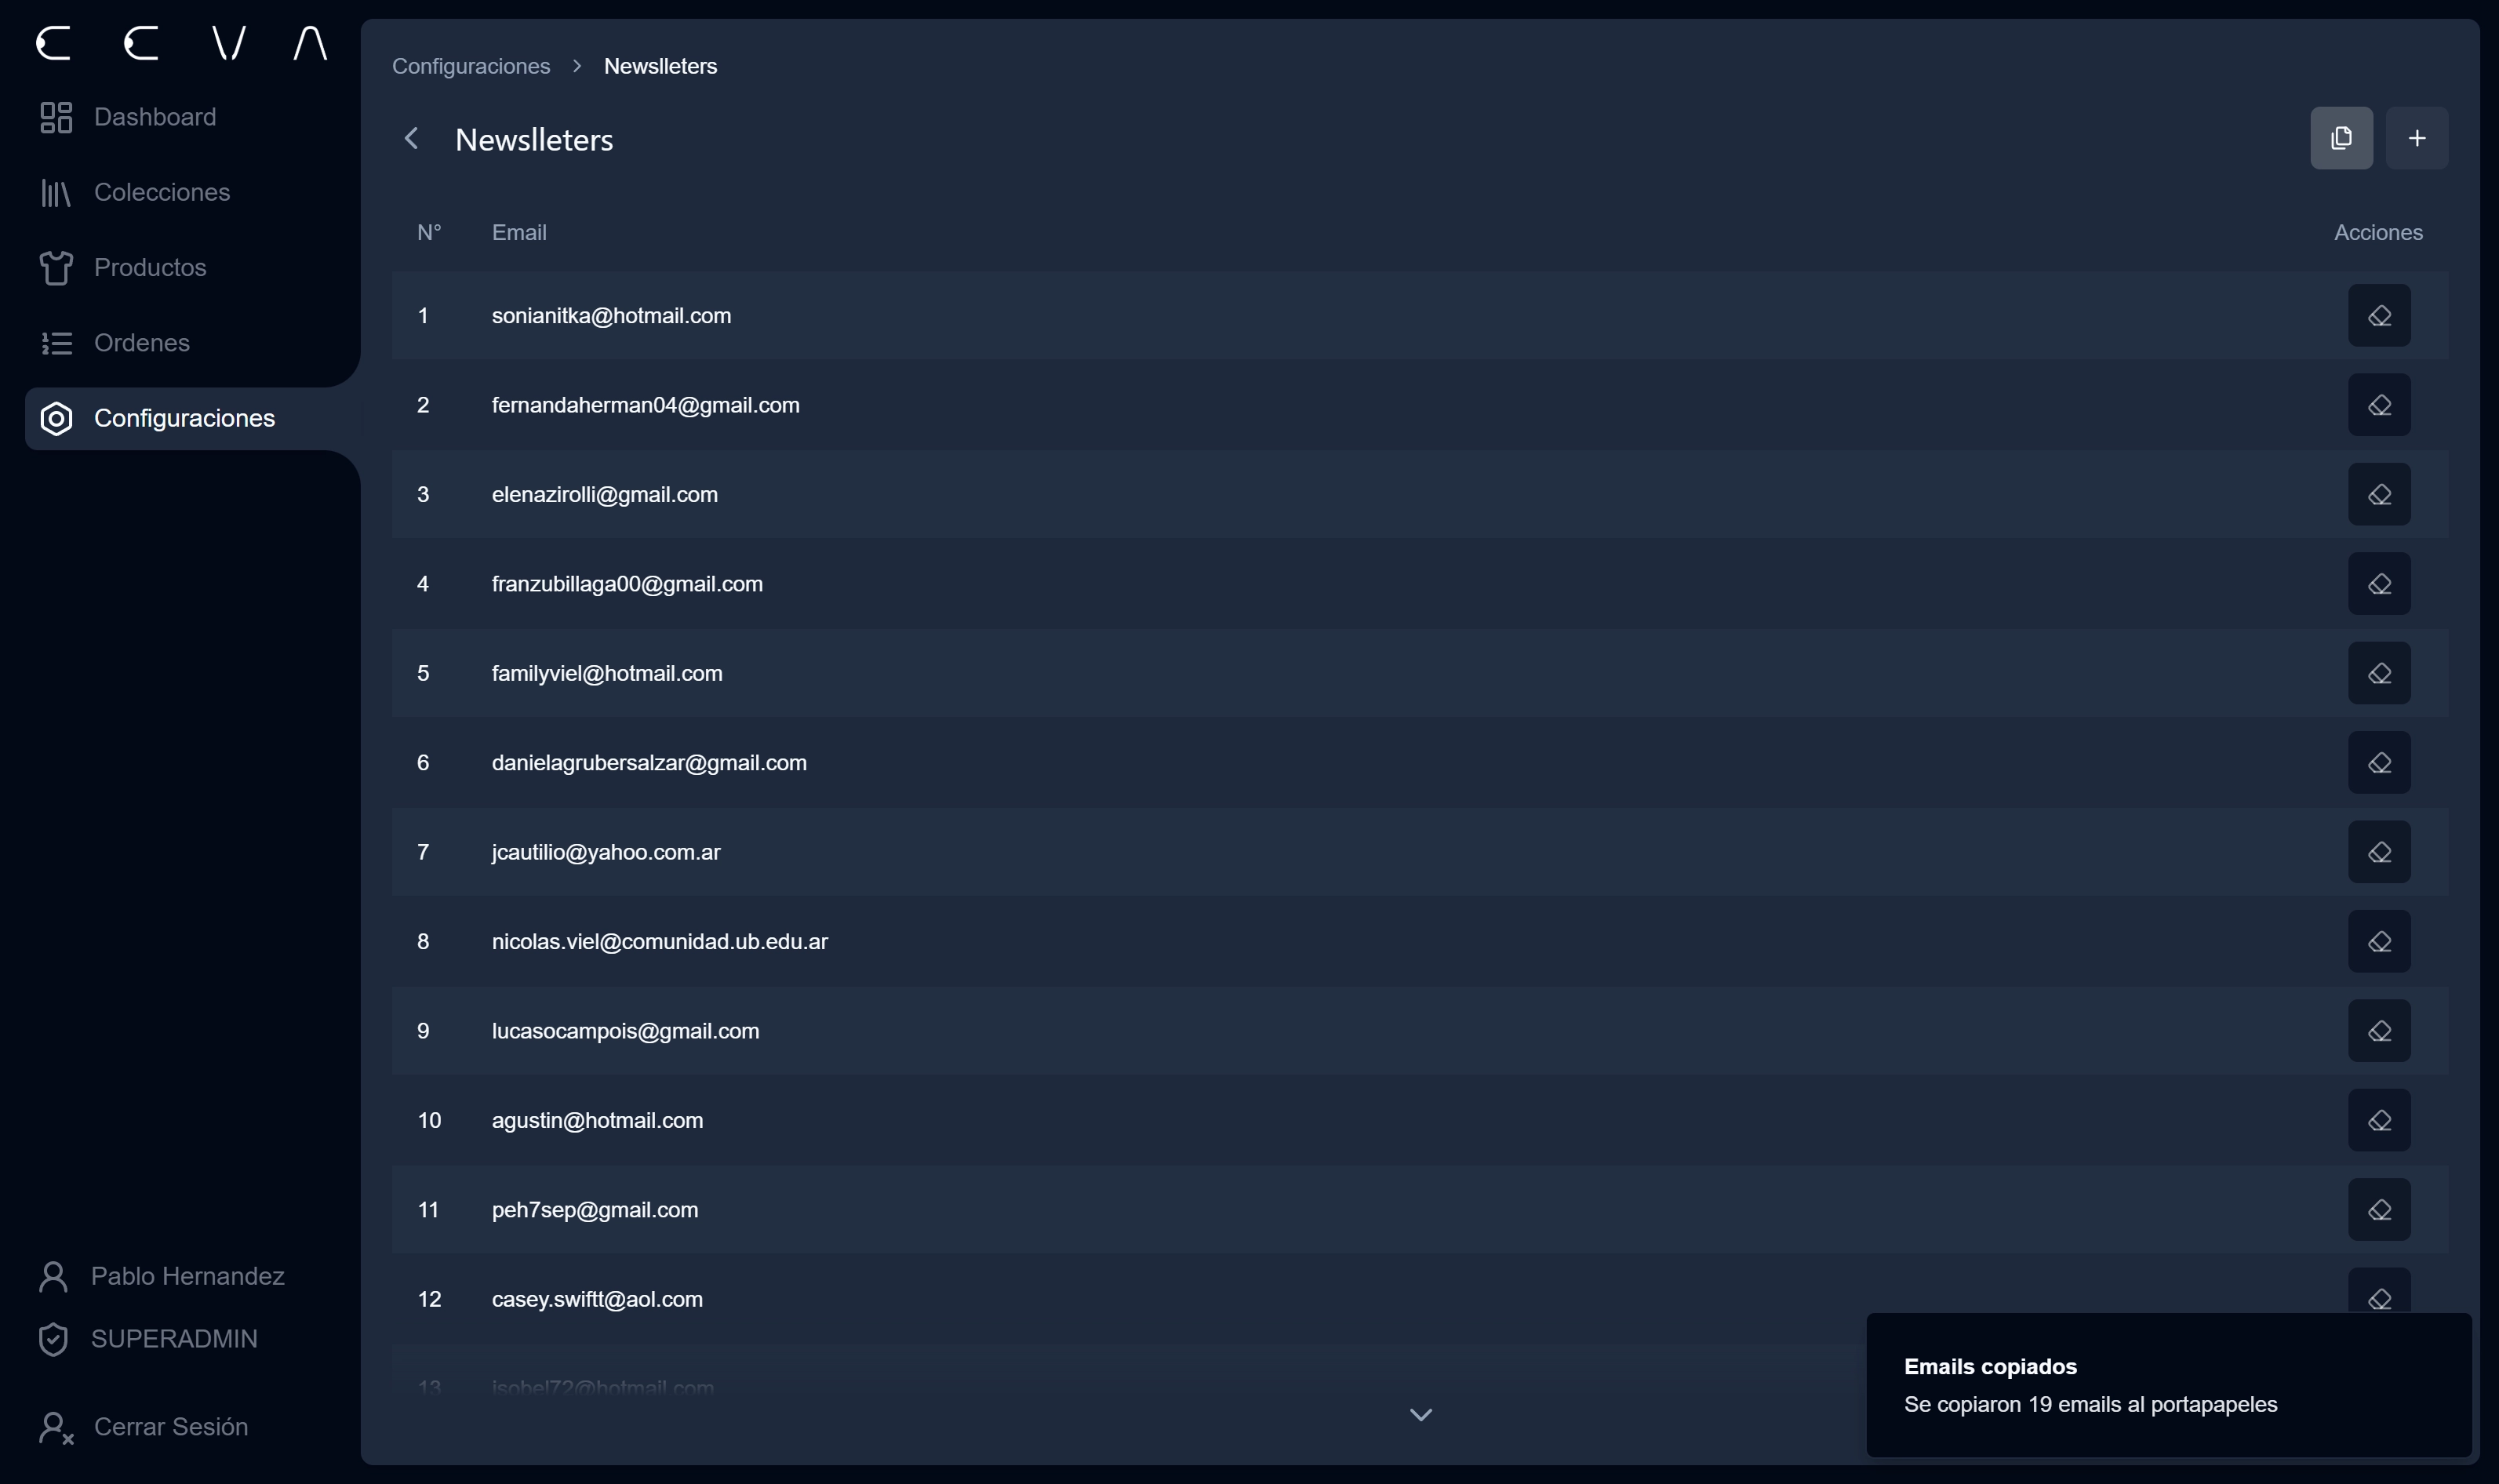 Configuraciones > Newslleters
Newslleters
Dashboard
Colecciones
Productos
Ordenes
Configuraciones
N° Email Acciones
1 sonianitka@hotmail.com
2 fernandaherman04@gmail.com
3 elenazirolli@gmail.com
4 franzubillaga00@gmail.com
5 familyviel@hotmail.com
6 danielagrubersalzar@gmail.com
7 jcautilio@yahoo.com.ar
8 nicolas.viel@comunidad.ub.edu.ar
9 lucasocampois@gmail.com
10 agustin@hotmail.com
11 peh7sep@gmail.com
12 casey.swiftt@aol.com
13 isobel72@hotmail.com
Pablo Hernandez
SUPERADMIN
Cerrar Sesión
Emails copiados
Se copiaron 19 emails al portapapeles